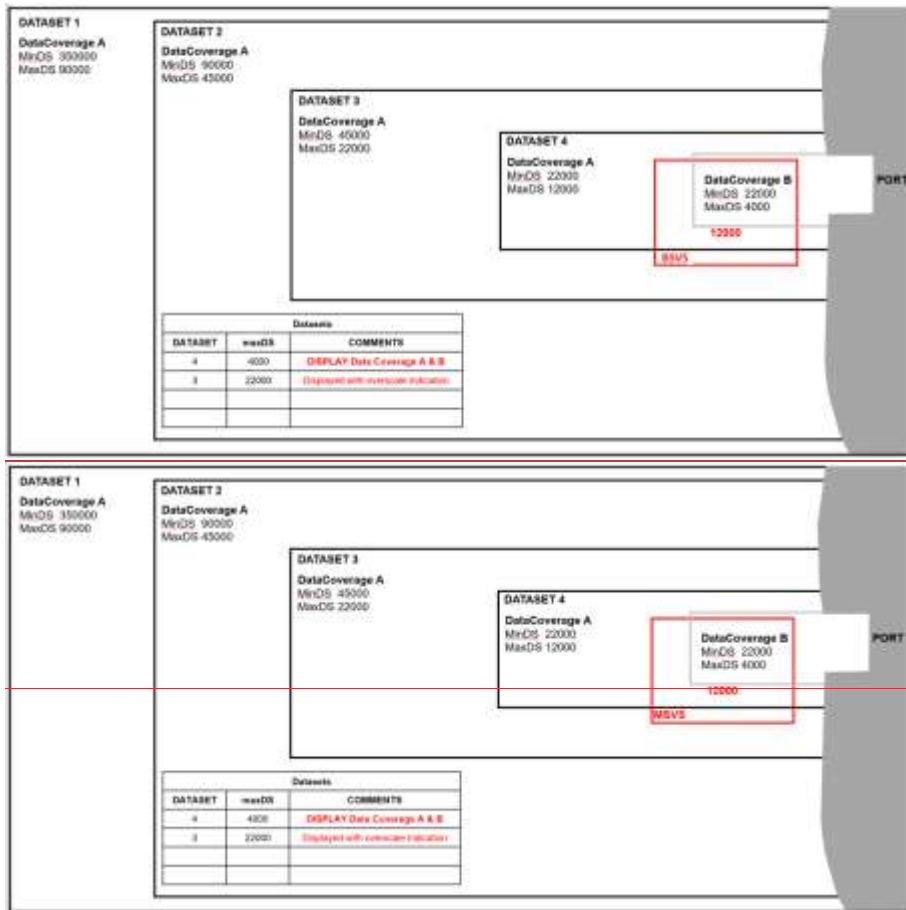 DATASET 1
DataCoverage A
MinDS 350000
MaxDS 90000
DATASET 2
DataCoverage A
MinDS 90000
MaxDS 45000
DATASET 3
DataCoverage A
MinDS 45000
MaxDS 22000
DATASET 4
DataCoverage A
MinDS 22000
MaxDS 12000
DataCoverage B
MinDS 22000
MaxDS 4000
12000
BSVS
PORT
Datasets
DATASET maxDS COMMENTS
4 4000 DISPLAY Data Coverage A & B
3 22000 Displayed with overscale indication
DATASET 1
DataCoverage A
MinDS 350000
MaxDS 90000
DATASET 2
DataCoverage A
MinDS 90000
MaxDS 45000
DATASET 3
DataCoverage A
MinDS 45000
MaxDS 22000
DATASET 4
DataCoverage A
MinDS 22000
MaxDS 12000
DataCoverage B
MinDS 22000
MaxDS 4000
12000
MSVS
PORT
Datasets
DATASET maxDS COMMENTS
4 4000 DISPLAY Data Coverage A & B
3 22000 Displayed with overscale indication